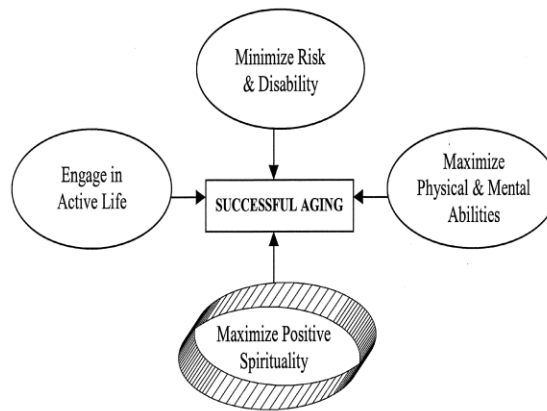 Minimize Risk
& Disability
Engage in
Active Life
SUCCESSFUL AGING
Maximize
Physical & Mental
Abilities
Maximize Positive
Spirituality